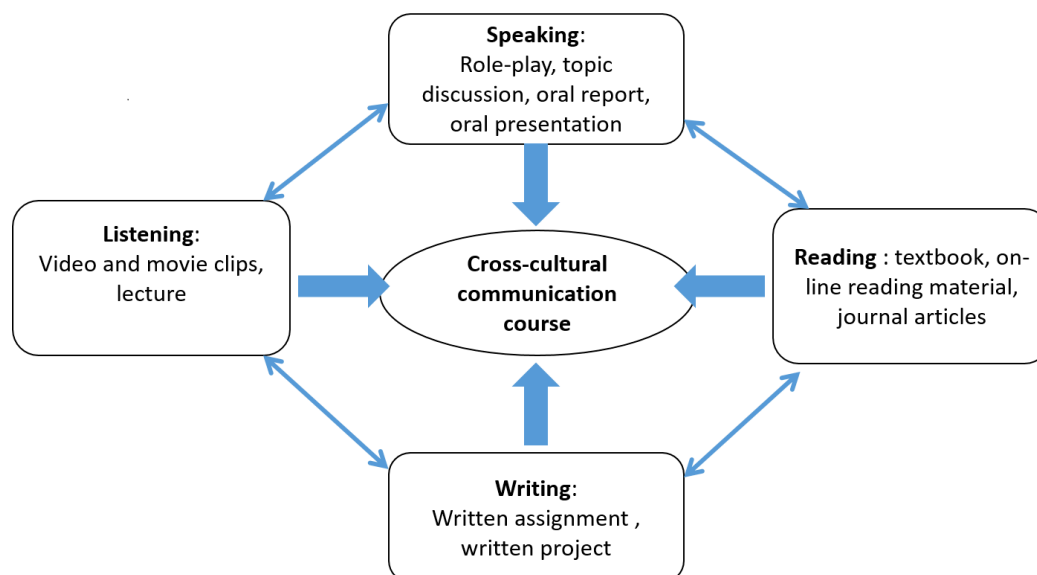 Speaking:
Role-play, topic
discussion, oral report,
oral presentation
Listening:
Video and movie clips,
lecture
Cross-cultural
communication
course
Reading : textbook, on-
line reading material,
journal articles
Writing:
Written assignment ,
written project